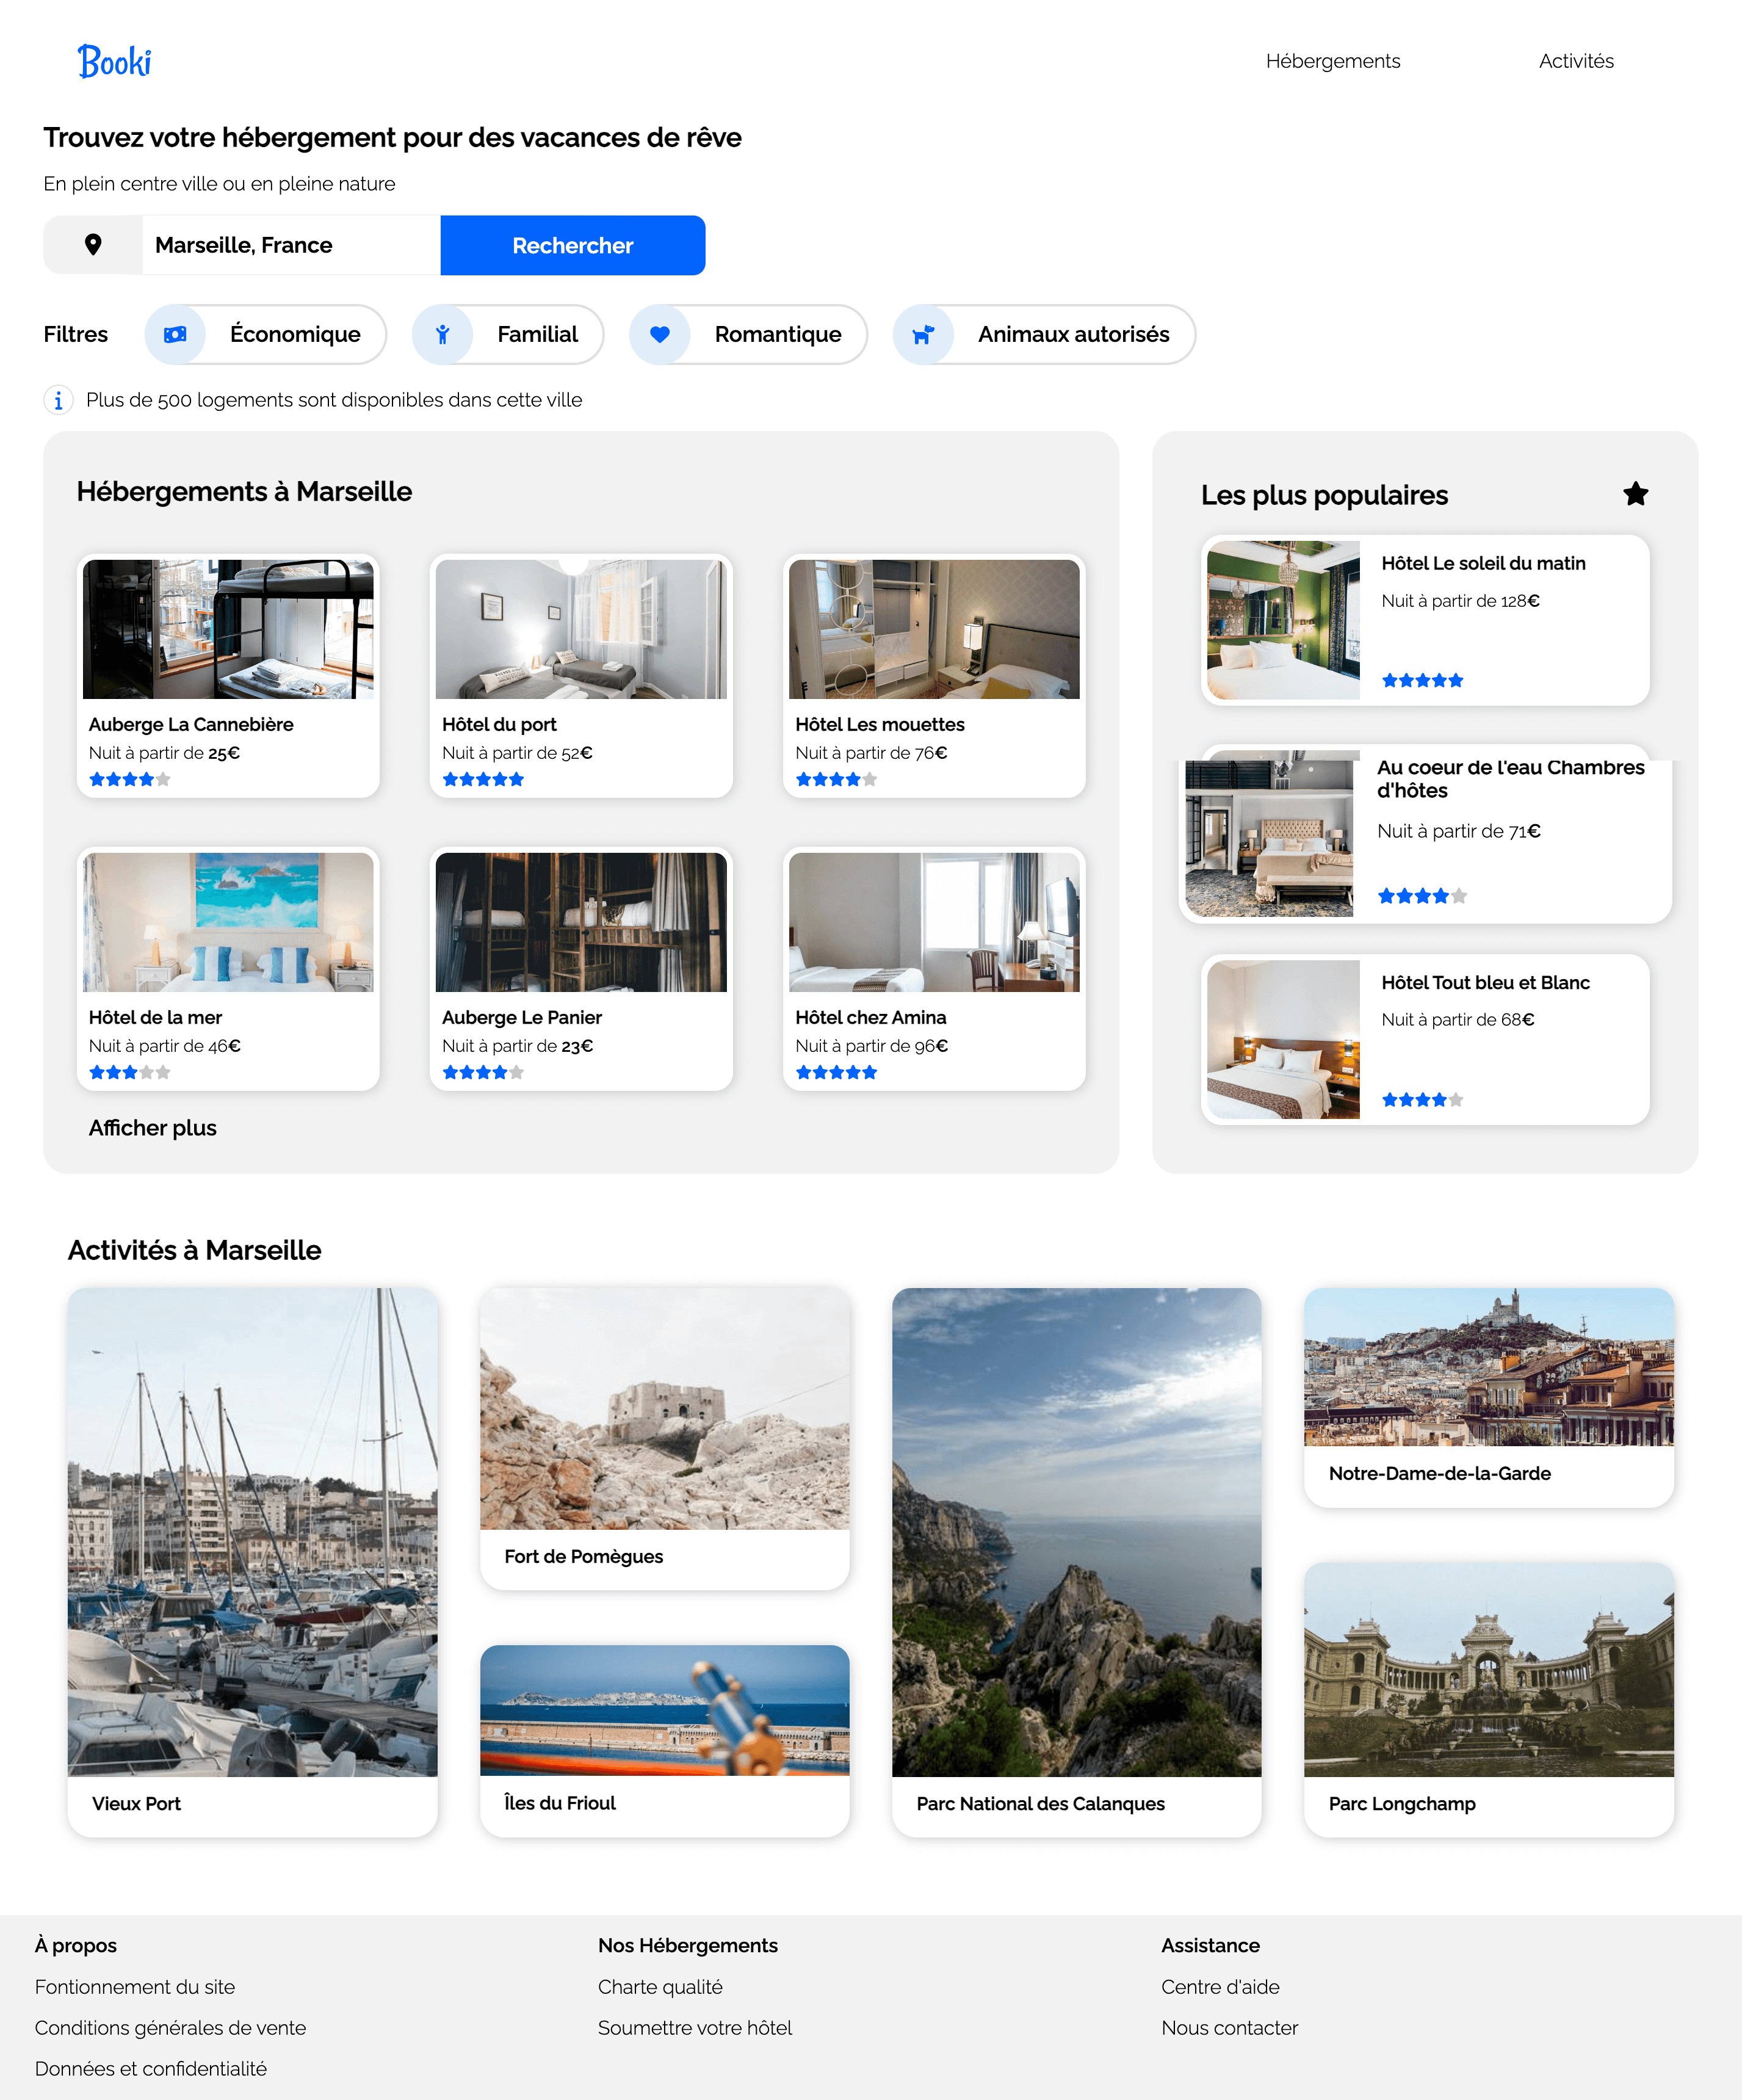 Booki
Hébergements
Activités
Trouvez votre hébergement pour des vacances de rêve
En plein centre ville ou en pleine nature
Marseille, France
Rechercher
Filtres
Économique
Familial
Romantique
Animaux autorisés
Plus de 500 logements sont disponibles dans cette ville
Hébergements à Marseille
Auberge La Cannebière
Nuit à partir de 25€
Hôtel du port
Nuit à partir de 52€
Hôtel Les mouettes
Nuit à partir de 76€
Hôtel de la mer
Nuit à partir de 46€
Auberge Le Panier
Nuit à partir de 23€
Hôtel chez Amina
Nuit à partir de 96€
Afficher plus
Les plus populaires
Hôtel Le soleil du matin
Nuit à partir de 128€
Au coeur de l'eau Chambres
d'hôtes
Nuit à partir de 71€
Hôtel Tout bleu et Blanc
Nuit à partir de 68€
Activités à Marseille
Vieux Port
Fort de Pomègues
Îles du Frioul
Parc National des Calanques
Notre-Dame-de-la-Garde
Parc Longchamp
À propos
Fontionnement du site
Conditions générales de vente
Données et confidentialité
Nos Hébergements
Charte qualité
Soumettre votre hôtel
Assistance
Centre d'aide
Nous contacter